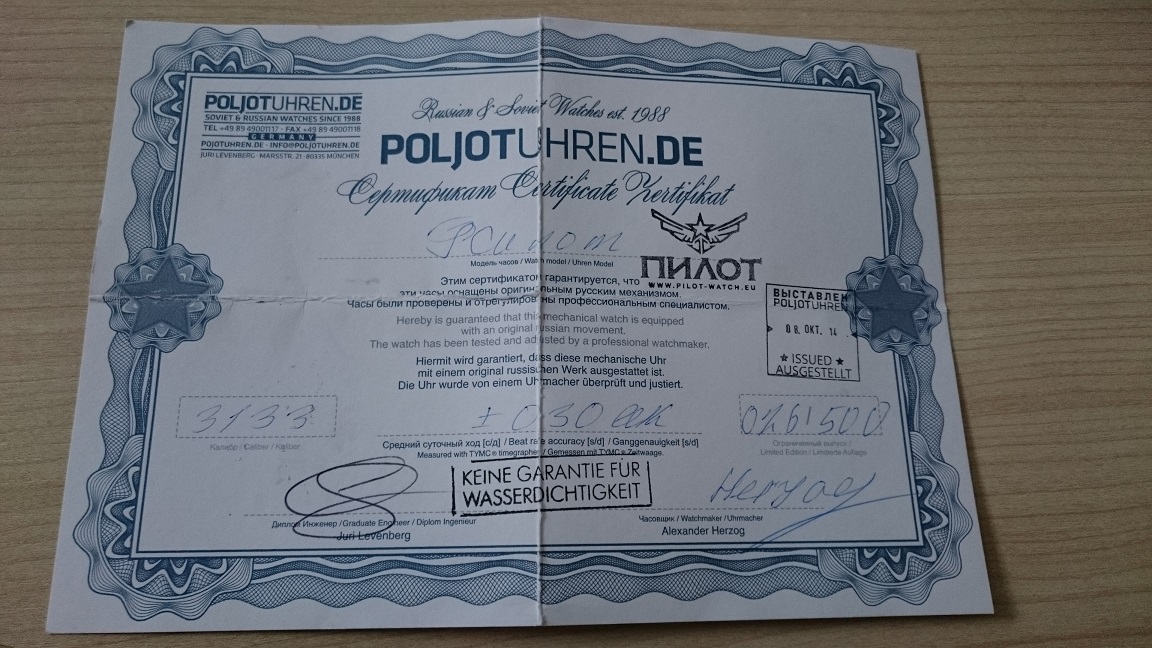 POLJOTUHREN.DE
SOVIET & RUSSIAN WATCHES SINCE 1988
TEL +49 89 49001117 · FAX +49 89 49001118
GERMANY
POJOTUHREN.DE · INFO@POLJOTUHREN.DE
JURI LEVENBERG · MARSSTR. 21 · 80335 MÜNCHEN
Russian & Soviet Watches est. 1988
POLJOTUHREN.DE
Сертификат Certificate Zertifikat
Модель часов / Watch model / Uhren Model
ПИЛОТ
WWW.PILOT-WATCH.EU
Этим сертификатом гарантируется, что
эти часы оснащены оригинальным русским механизмом.
Часы были проверены и отрегулированы профессиональным специалистом.
Hereby is guaranteed that this mechanical watch is equipped
with an original russian movement.
The watch has been tested and adjusted by a professional watchmaker.
Hiermit wird garantiert, dass diese mechanische Uhr
mit einem original russischen Werk ausgestattet ist.
Die Uhr wurde von einem Uhrmacher überprüft und justiert.
ВЫСТАВЛЕН
POLJOTUHREN
08. ОКТ. 14
ISSUED
AUSGESTELLT
3133
Калибр / Caliber / Kaliber
± 030 сек
Средний суточный ход [с/д] / Beat rate accuracy [s/d] / Ganggenauigkeit [s/d]
Measured with TYMC® timegrapher / Gemessen mit TYMC® Zeitwaage.
Ограниченный выпуск /
Limited Edition / Limitierte Auflage
KEINE GARANTIE FÜR
WASSERDICHTIGKEIT
Диплом Инженер / Graduate Engineer / Diplom Ingenieur
Juri Levenberg
Herzog
Часовщик / Watchmaker / Uhrmacher
Alexander Herzog